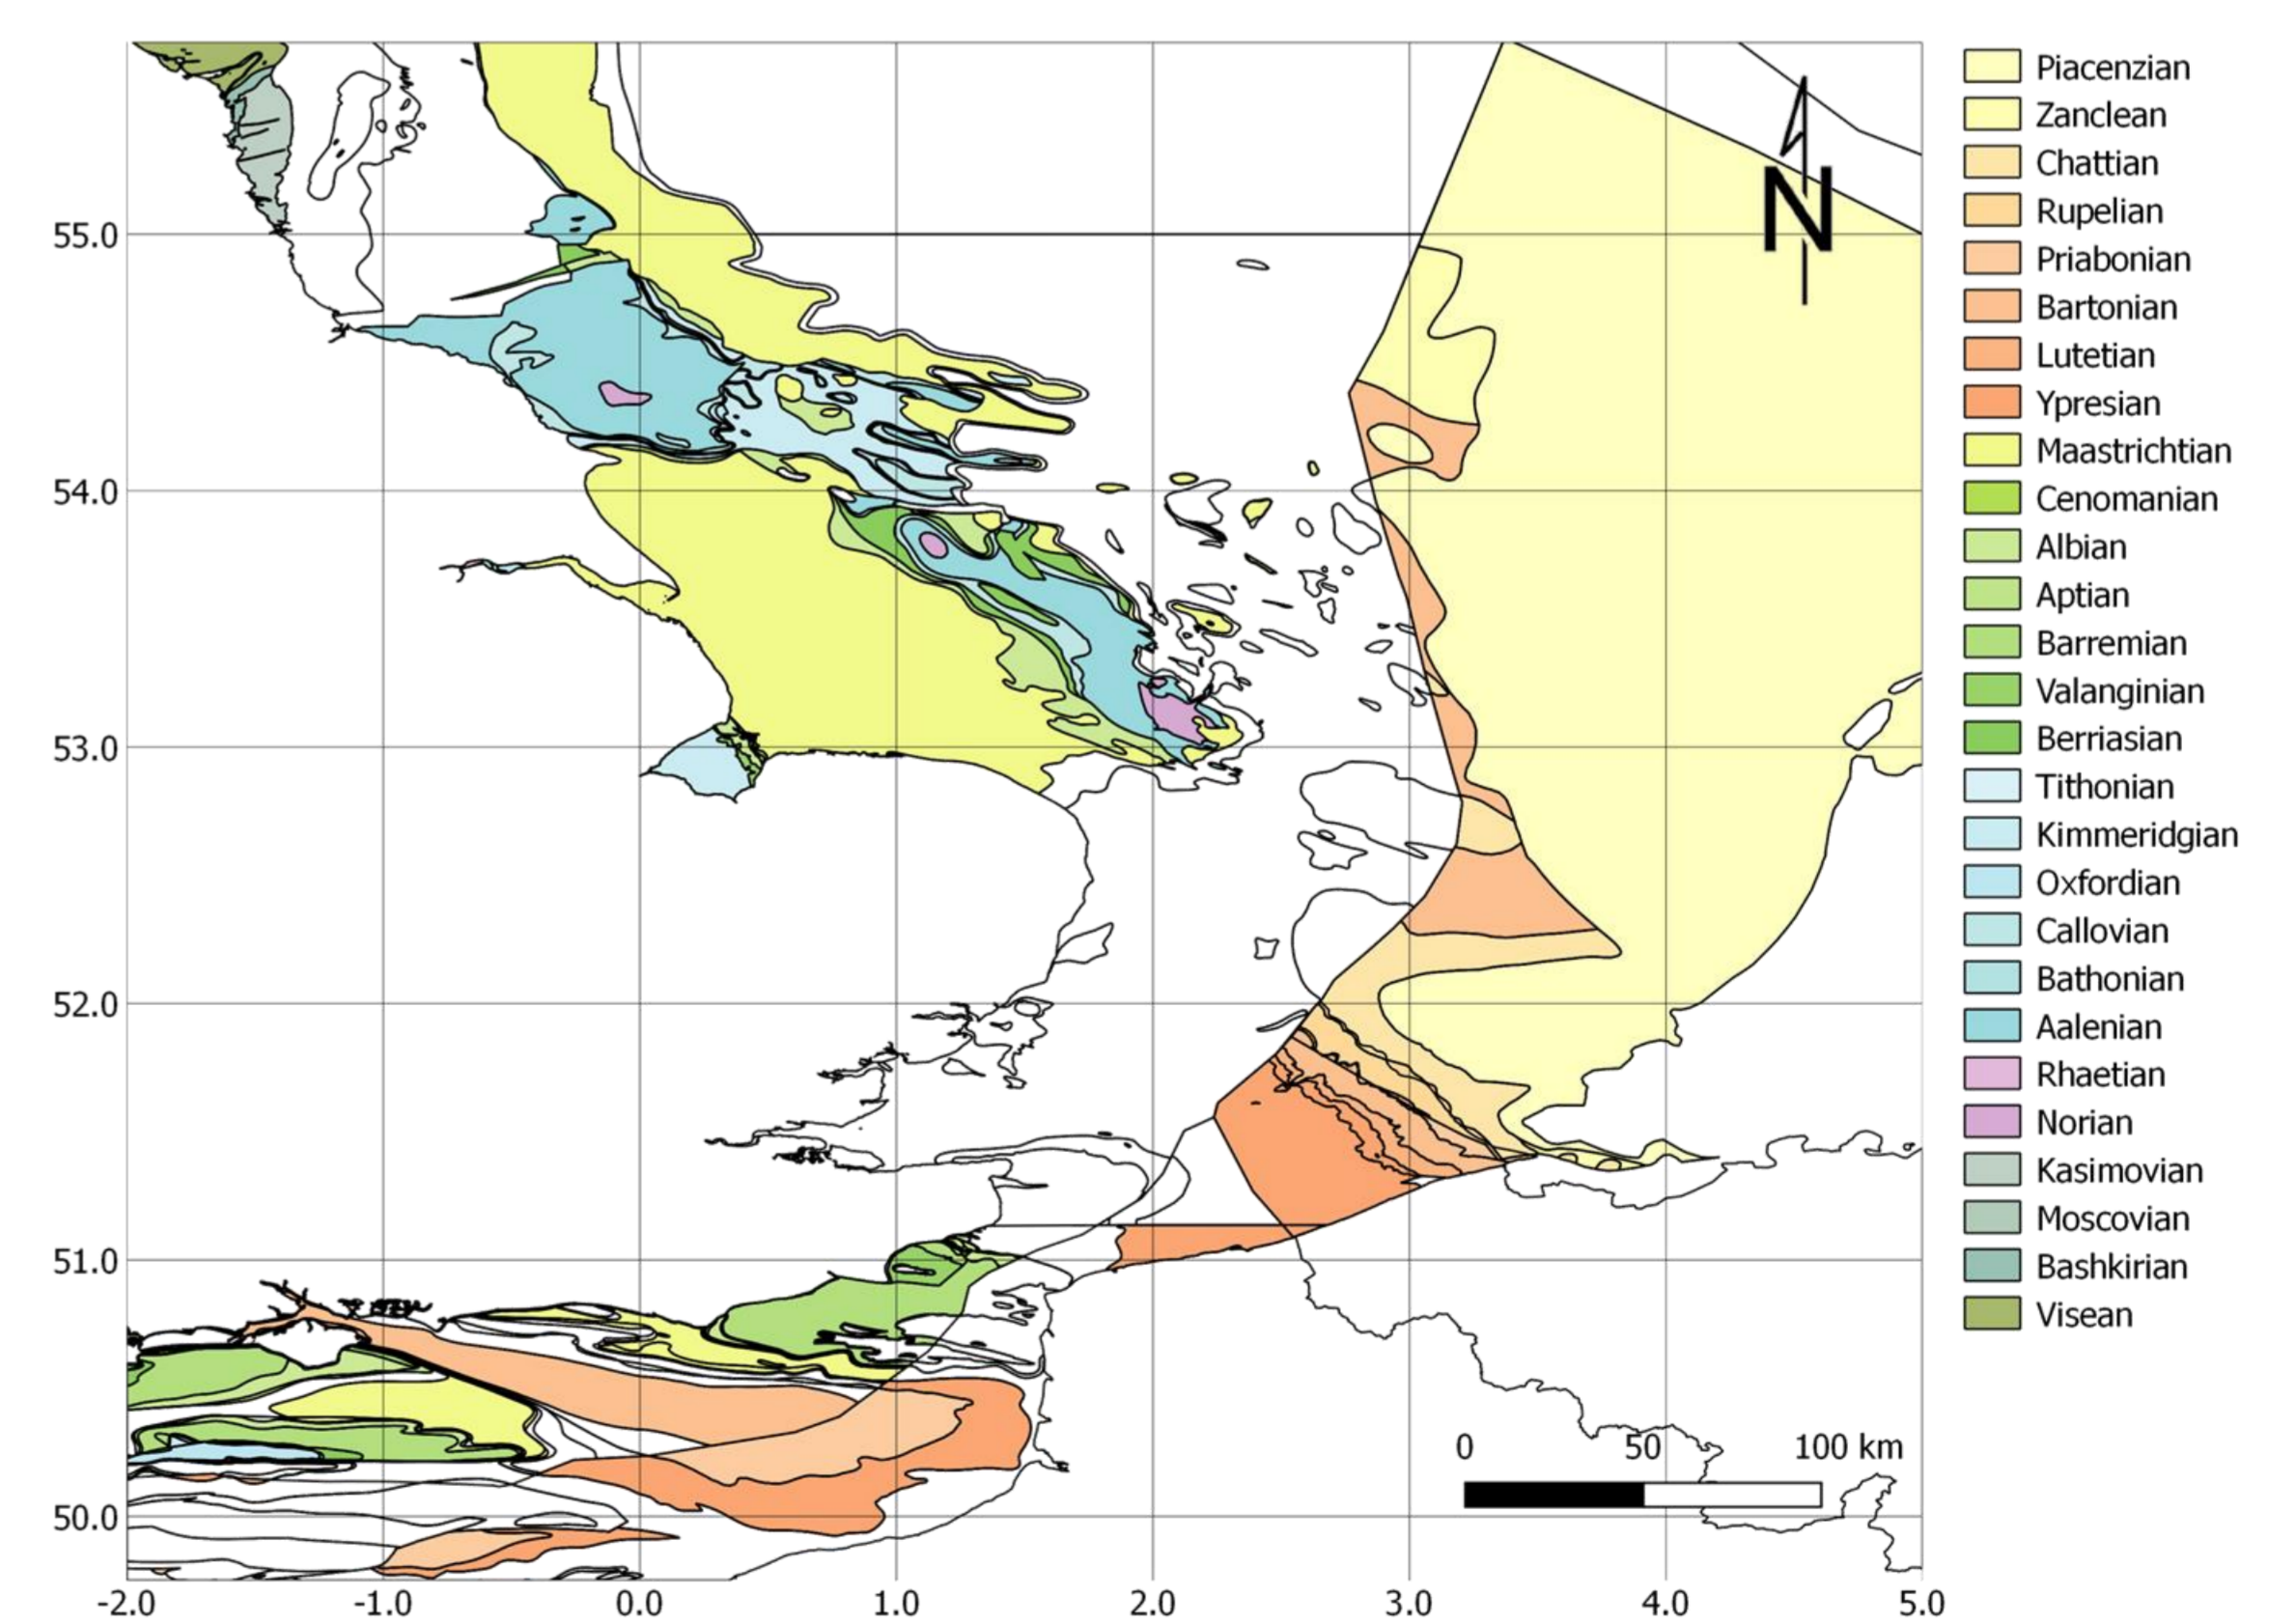 Piacenzian
Zanclean
Chattian
Rupelian
Priabonian
Bartonian
Lutetian
Ypresian
Maastrichtian
Cenomanian
Albian
Aptian
Barremian
Valanginian
Berriasian
Tithonian
Kimmeridgian
Oxfordian
Callovian
Bathonian
Aalenian
Rhaetian
Norian
Kasimovian
Moscovian
Bashkirian
Visean
N
55.0
54.0
53.0
52.0
51.0
50.0
0 50 100 km
-2.0 -1.0 0.0 1.0 2.0 3.0 4.0 5.0